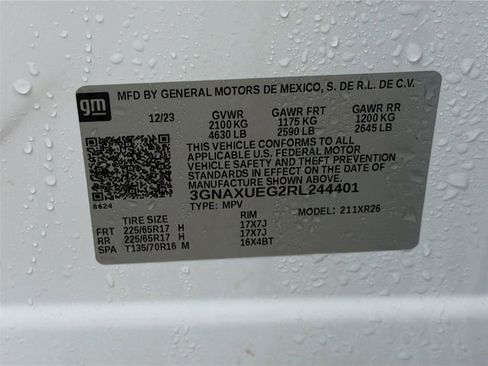 gm
MFD BY GENERAL MOTORS DE MEXICO, S. DE R.L. DE C.V.
12/23 GVWR GAWR FRT GAWR RR
2100 KG 1175 KG 1200 KG
4630 LB 2590 LB 2645 LB
THIS VEHICLE CONFORMS TO ALL
APPLICABLE U.S. FEDERAL MOTOR
VEHICLE SAFETY AND THEFT PREVENTION
STANDARDS IN EFFECT ON THE DATE OF
MANUFACTURE SHOWN ABOVE.
3GNAXUEG2RL244401
8624 TYPE: MPV MODEL: 211XR26
TIRE SIZE RIM
FRT 225/65R17 H 17X7J
RR 225/65R17 H 17X7J
SPA T135/70R16 M 16X4BT